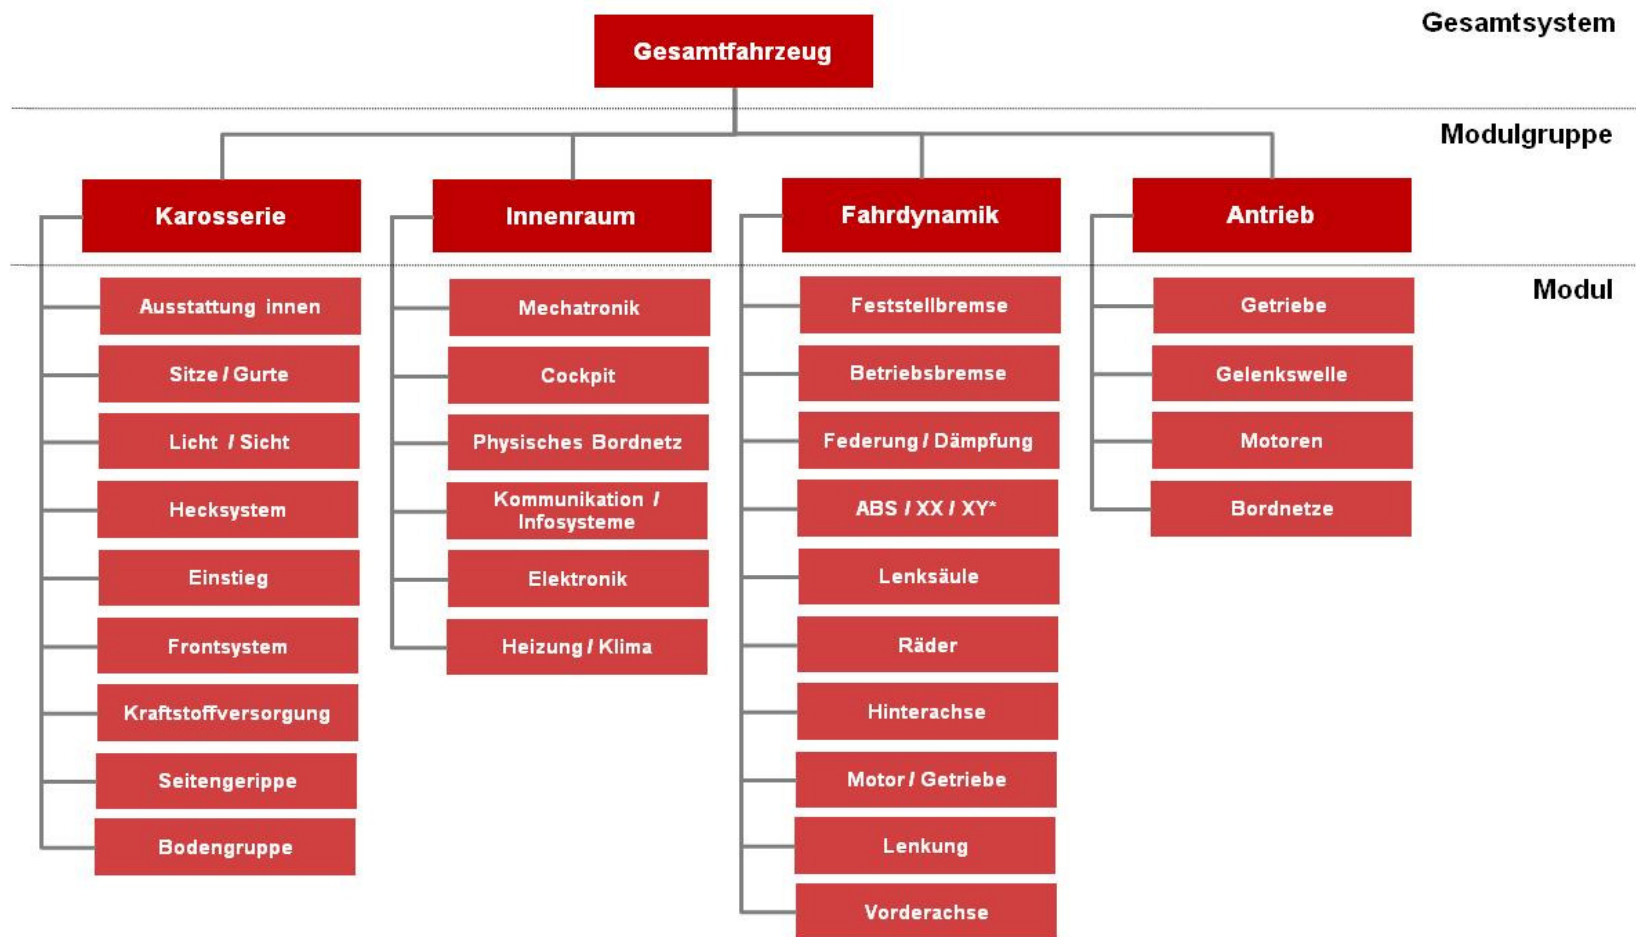 Gesamtsystem
Gesamtfahrzeug
Modulgruppe
Karosserie
Innenraum
Fahrdynamik
Antrieb
Modul
Ausstattung innen
Sitze / Gurte
Licht / Sicht
Hecksystem
Einstieg
Frontsystem
Kraftstoffversorgung
Seitengerippe
Bodengruppe
Mechatronik
Cockpit
Physisches Bordnetz
Kommunikation /
Infosysteme
Elektronik
Heizung / Klima
Feststellbremse
Betriebsbremse
Federung / Dämpfung
ABS / XX / XY*
Lenksäule
Räder
Hinterachse
Motor / Getriebe
Lenkung
Vorderachse
Getriebe
Gelenkswelle
Motoren
Bordnetze